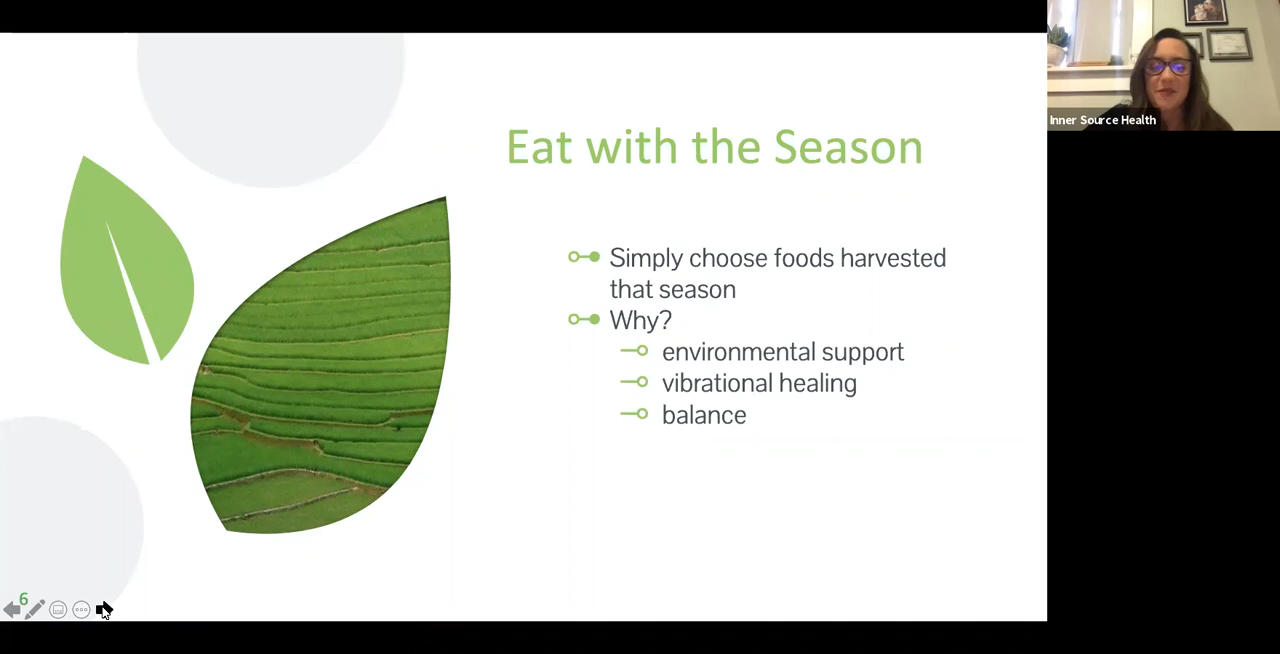 Eat with the Season
Simply choose foods harvested
that season
Why?
environmental support
vibrational healing
balance
6
Inner Source Health